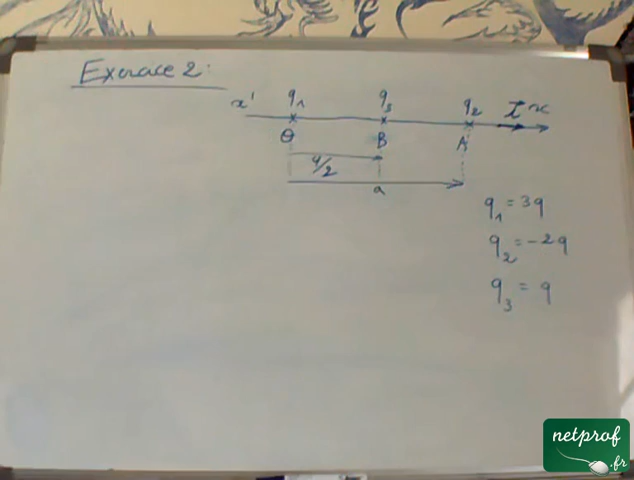 Exercice 2:
x' q₁ q₃ q₂ i x
O B A
a/2
a
q₁ = 3q
q₂ = -2q
q₃ = q
netprof
.fr